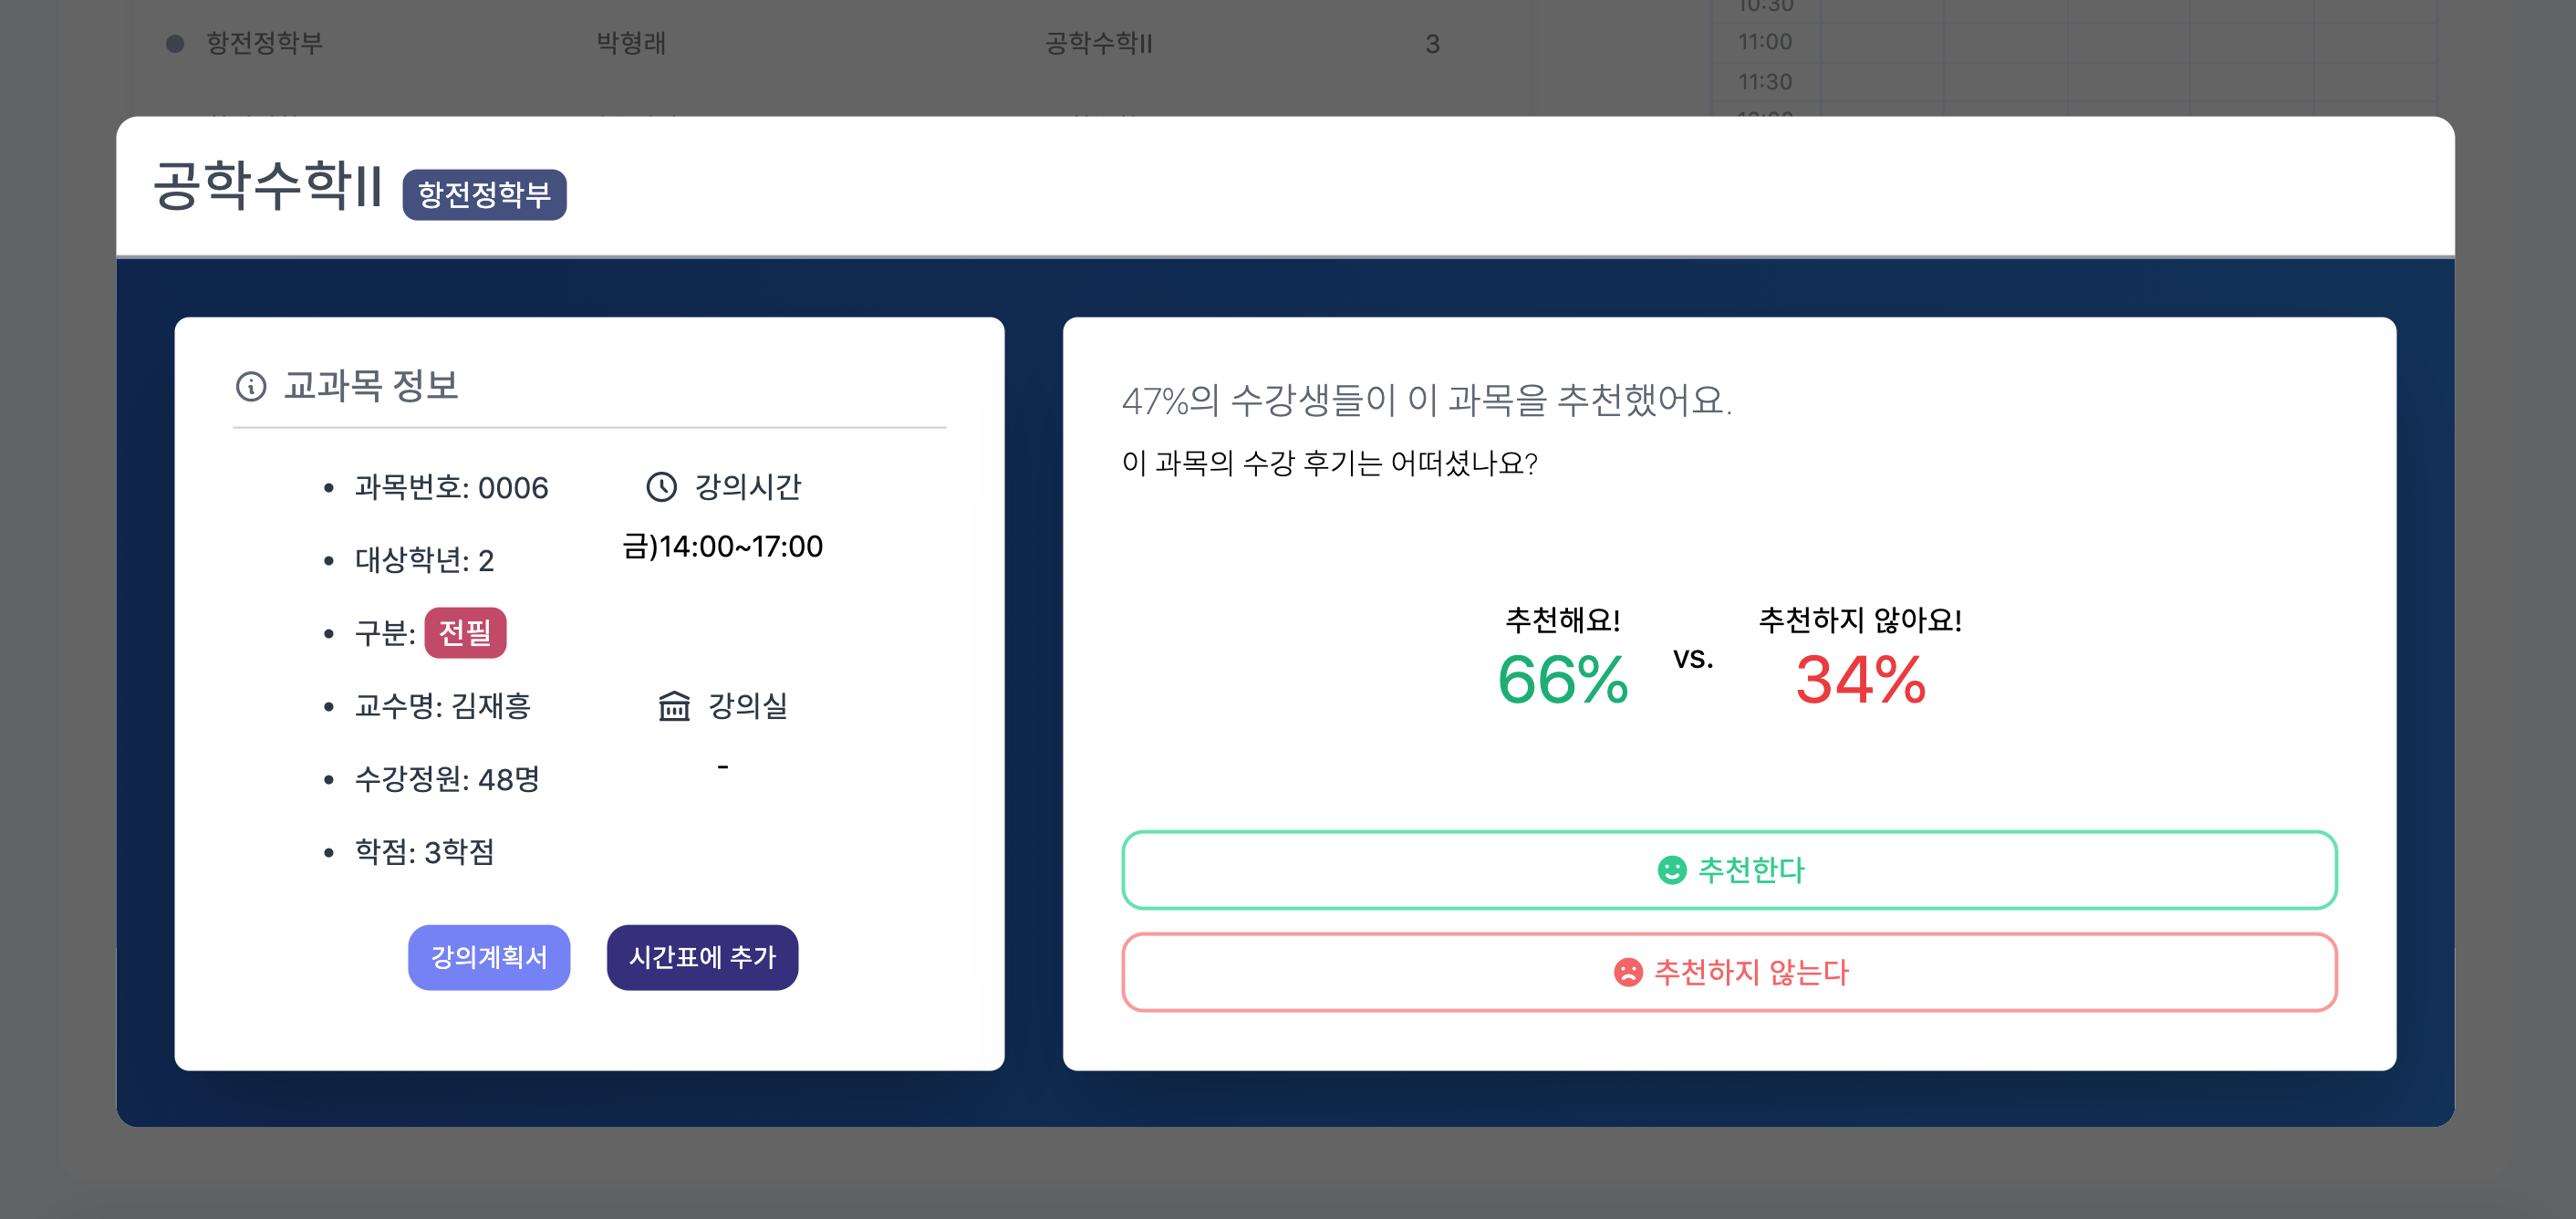 10:30
항전정학부 박형래 공학수학II 3 11:00
11:30
공학수학II 항전정학부
교과목 정보
과목번호: 0006
대상학년: 2
구분: 전필
교수명: 김재흥
수강정원: 48명
학점: 3학점
강의시간
금)14:00~17:00
강의실
-
강의계획서 시간표에 추가
47%의 수강생들이 이 과목을 추천했어요.
이 과목의 수강 후기는 어떠셨나요?
추천해요! vs. 추천하지 않아요!
66% 34%
추천한다
추천하지 않는다